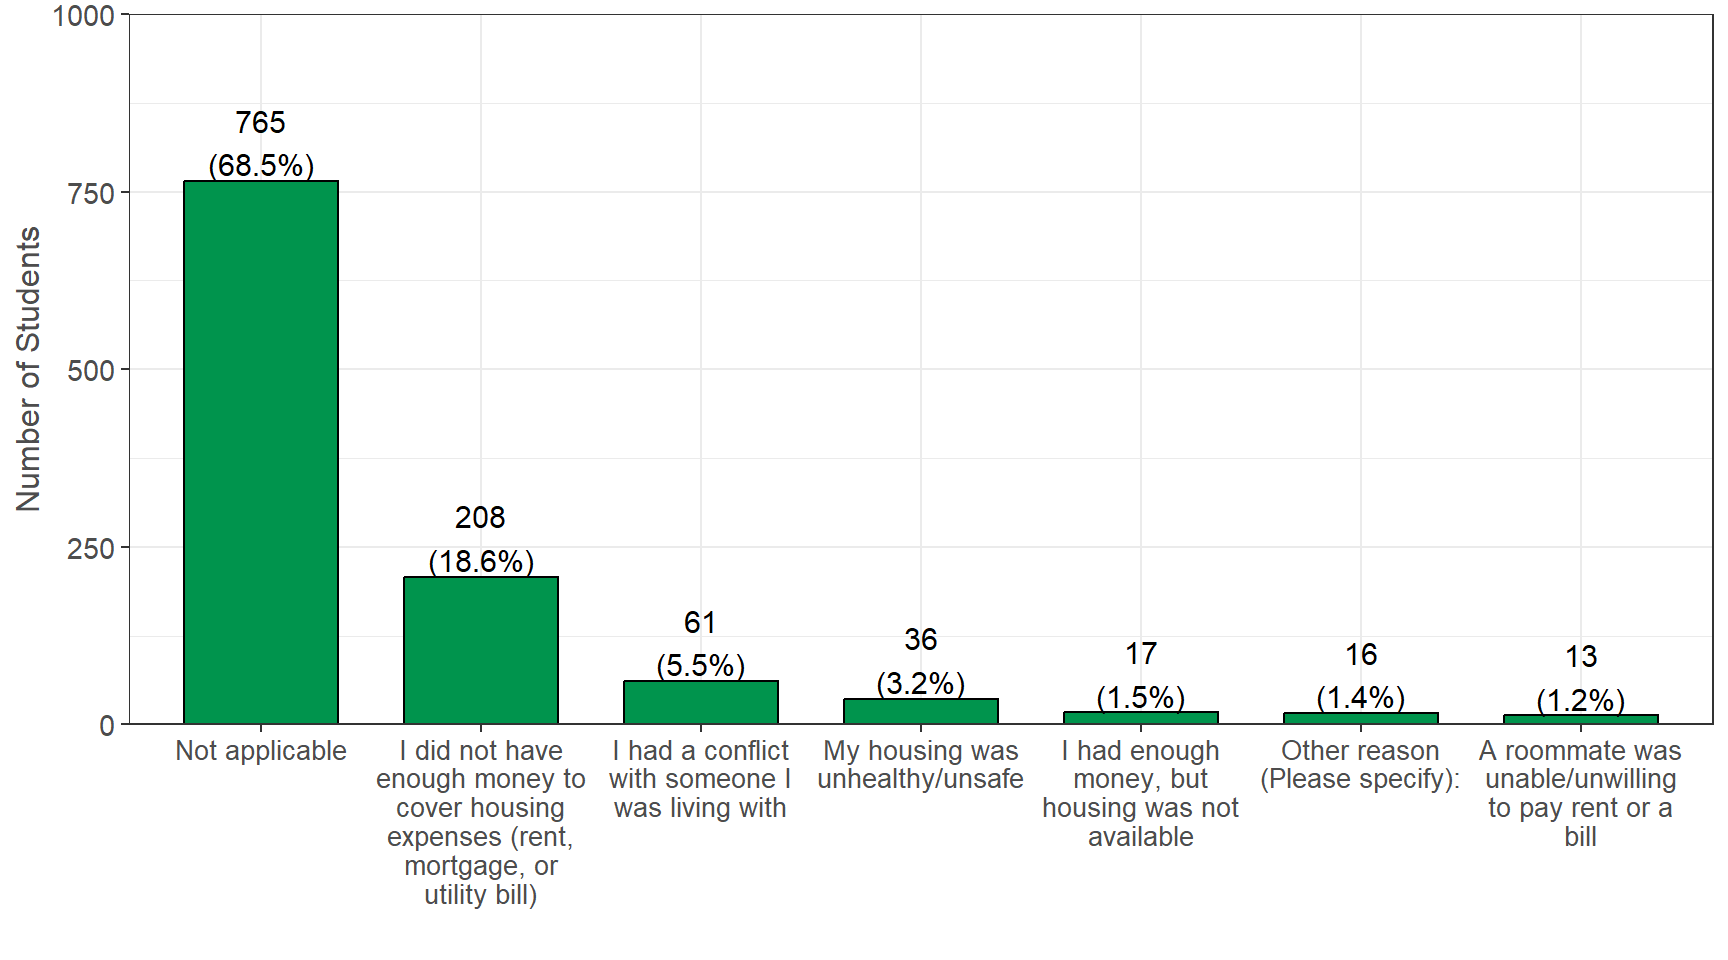 Number of Students
1000
750
500
250
0
765
(68.5%)
208
(18.6%)
61
(5.5%)
36
(3.2%)
17
(1.5%)
16
(1.4%)
13
(1.2%)
Not applicable
I did not have
enough money to
cover housing
expenses (rent,
mortgage, or
utility bill)
I had a conflict
with someone I
was living with
My housing was
unhealthy/unsafe
I had enough
money, but
housing was not
available
Other reason
(Please specify):
A roommate was
unable/unwilling
to pay rent or a
bill